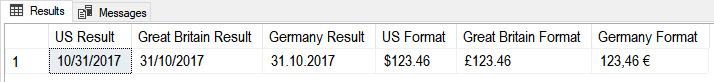 Results Messages
US Result Great Britain Result Germany Result US Format Great Britain Format Germany Format
1 10/31/2017 31/10/2017 31.10.2017 $123.46 £123.46 123,46 €